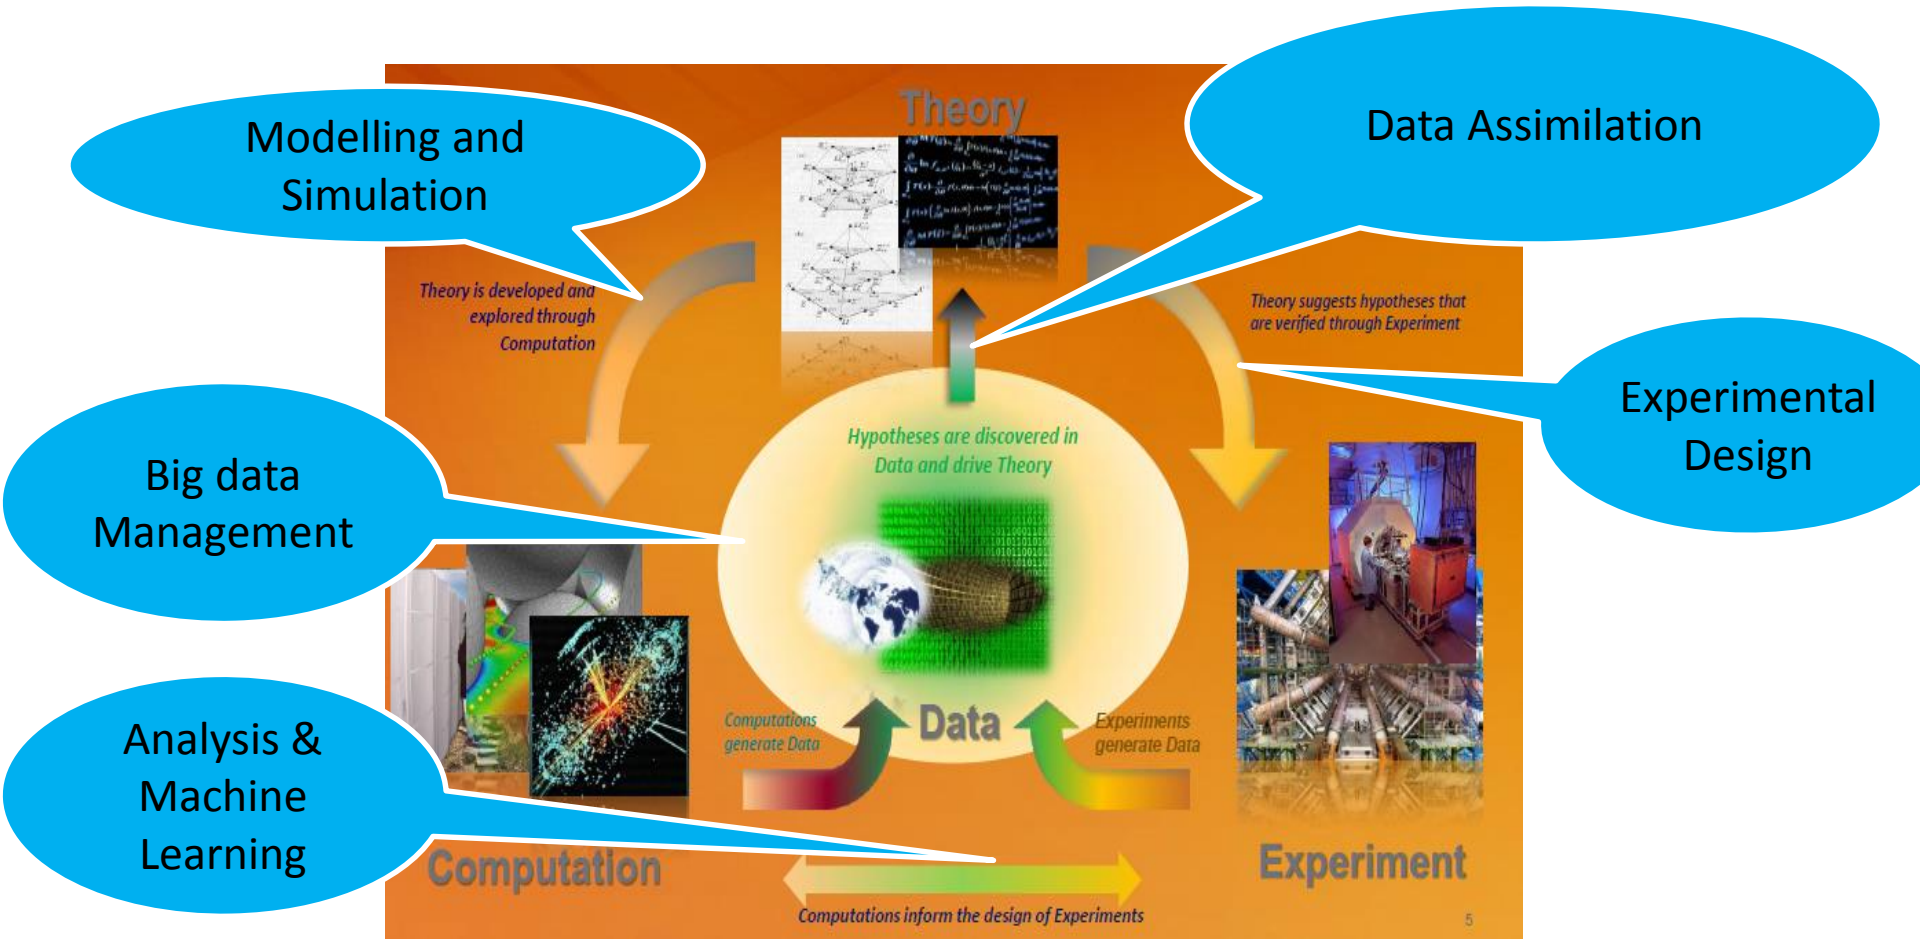 Theory
Modelling and
Simulation
Data Assimilation
Theory is developed and
explored through
Computation
Theory suggests hypotheses that
are verified through Experiment
Experimental
Design
Hypotheses are discovered in
Data and drive Theory
Big data
Management
Computations
generate Data
Data
Experiments
generate Data
Analysis &
Machine
Learning
Computation
Experiment
Computations inform the design of Experiments
5